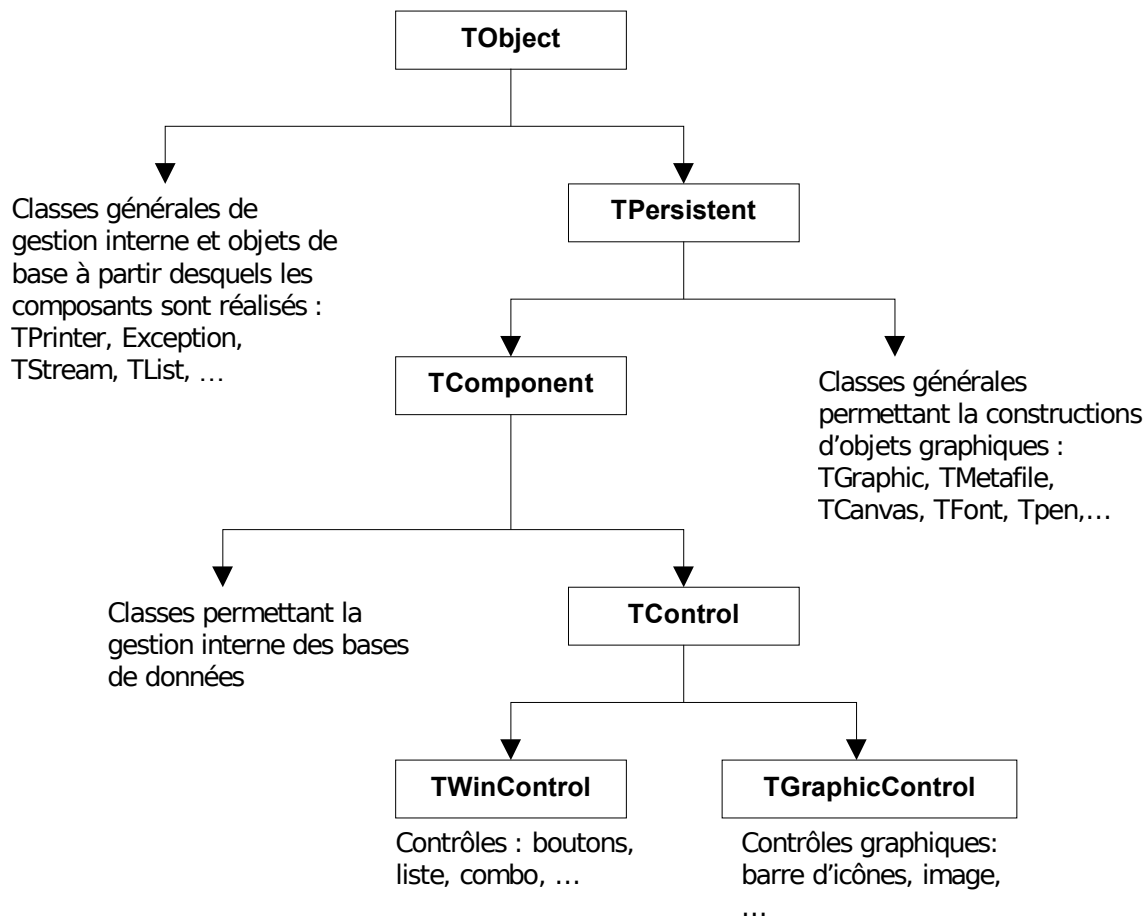 TObject
Classes générales de
gestion interne et objets de
base à partir desquels les
composants sont réalisés :
TPrinter, Exception,
TStream, TList, …
TPersistent
TComponent
Classes générales
permettant la constructions
d’objets graphiques :
TGraphic, TMetafile,
TCanvas, TFont, Tpen,…
Classes permettant la
gestion interne des bases
de données
TControl
TWinControl
Contrôles : boutons,
liste, combo, …
TGraphicControl
Contrôles graphiques:
barre d’icônes, image,
…